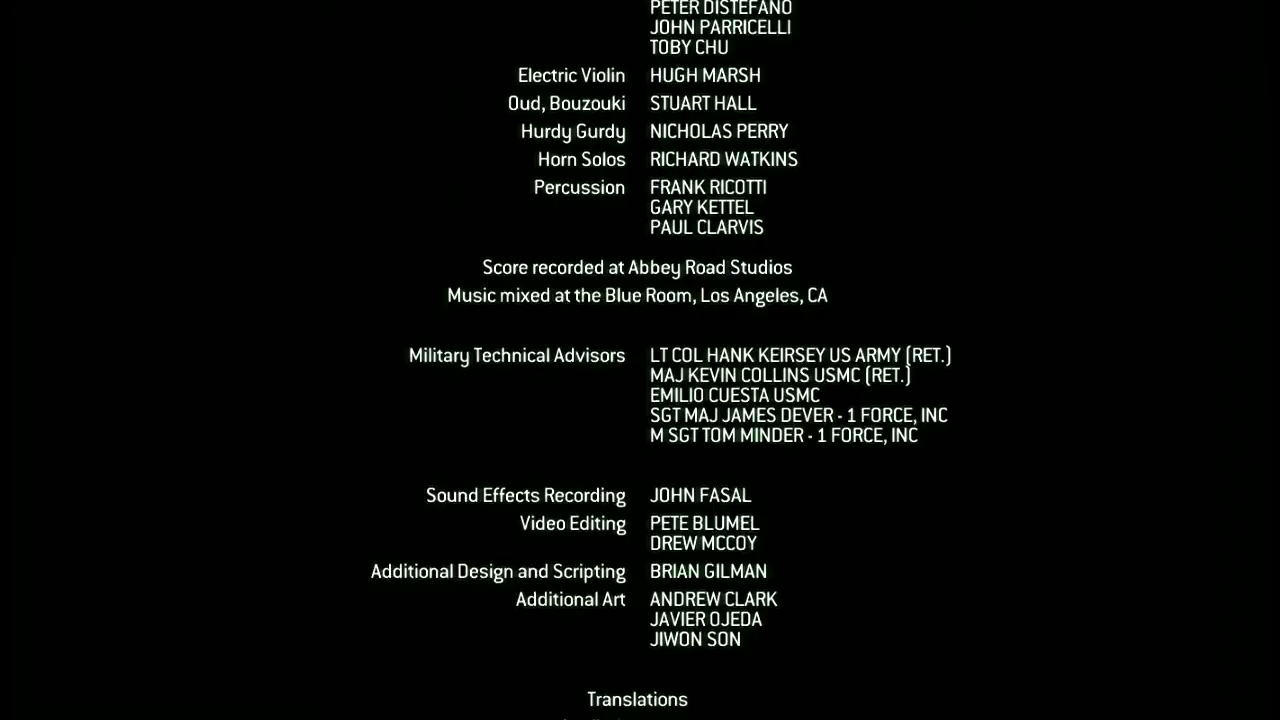 PETER DISTEFANO
JOHN PARRICELLI
TOBY CHU
Electric Violin HUGH MARSH
Oud, Bouzouki STUART HALL
Hurdy Gurdy NICHOLAS PERRY
Horn Solos RICHARD WATKINS
Percussion FRANK RICOTTI
GARY KETTEL
PAUL CLARVIS
Score recorded at Abbey Road Studios
Music mixed at the Blue Room, Los Angeles, CA
Military Technical Advisors LT COL HANK KEIRSEY US ARMY (RET.)
MAJ KEVIN COLLINS USMC (RET.)
EMILIO CUESTA USMC
SGT MAJ JAMES DEVER - 1 FORCE, INC
M SGT TOM MINDER - 1 FORCE, INC
Sound Effects Recording JOHN FASAL
Video Editing PETE BLUMEL
DREW MCCOY
Additional Design and Scripting BRIAN GILMAN
Additional Art ANDREW CLARK
JAVIER OJEDA
JIWON SON
Translations